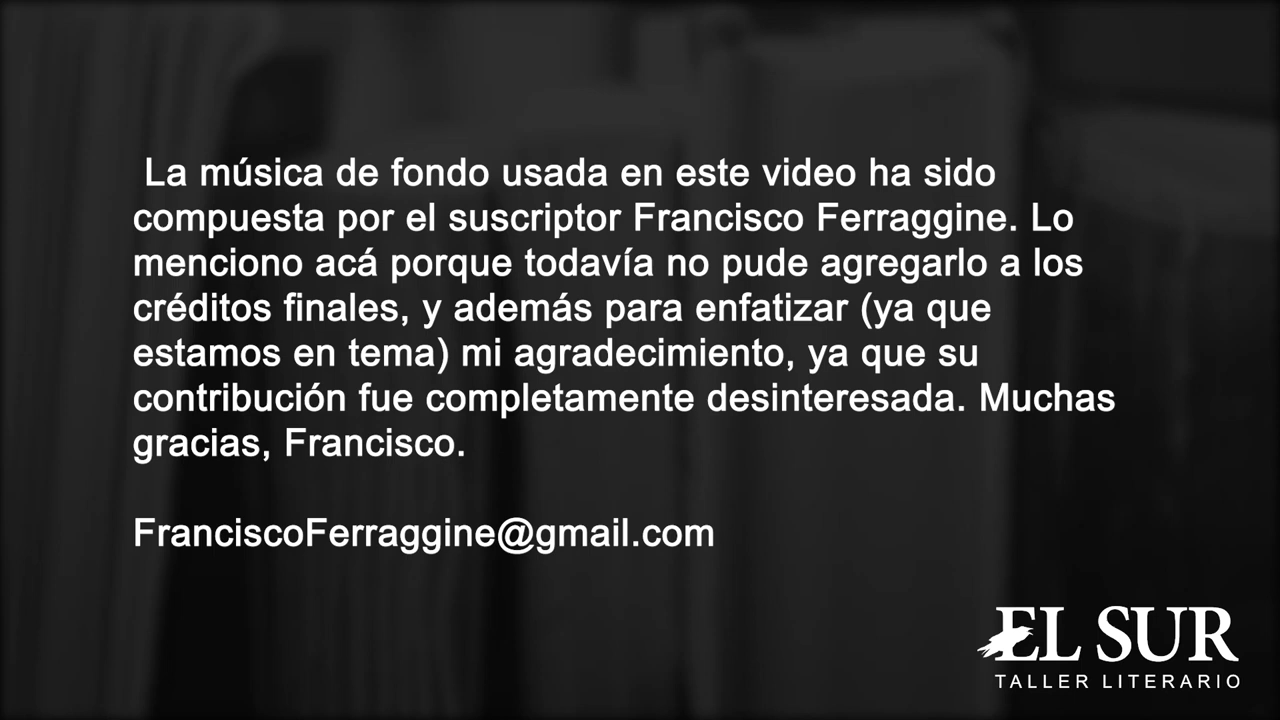 La música de fondo usada en este video ha sido
compuesta por el suscriptor Francisco Ferraggine. Lo
menciono acá porque todavía no pude agregarlo a los
créditos finales, y además para enfatizar (ya que
estamos en tema) mi agradecimiento, ya que su
contribución fue completamente desinteresada. Muchas
gracias, Francisco.
FranciscoFerraggine@gmail.com
EL SUR
TALLER LITERARIO